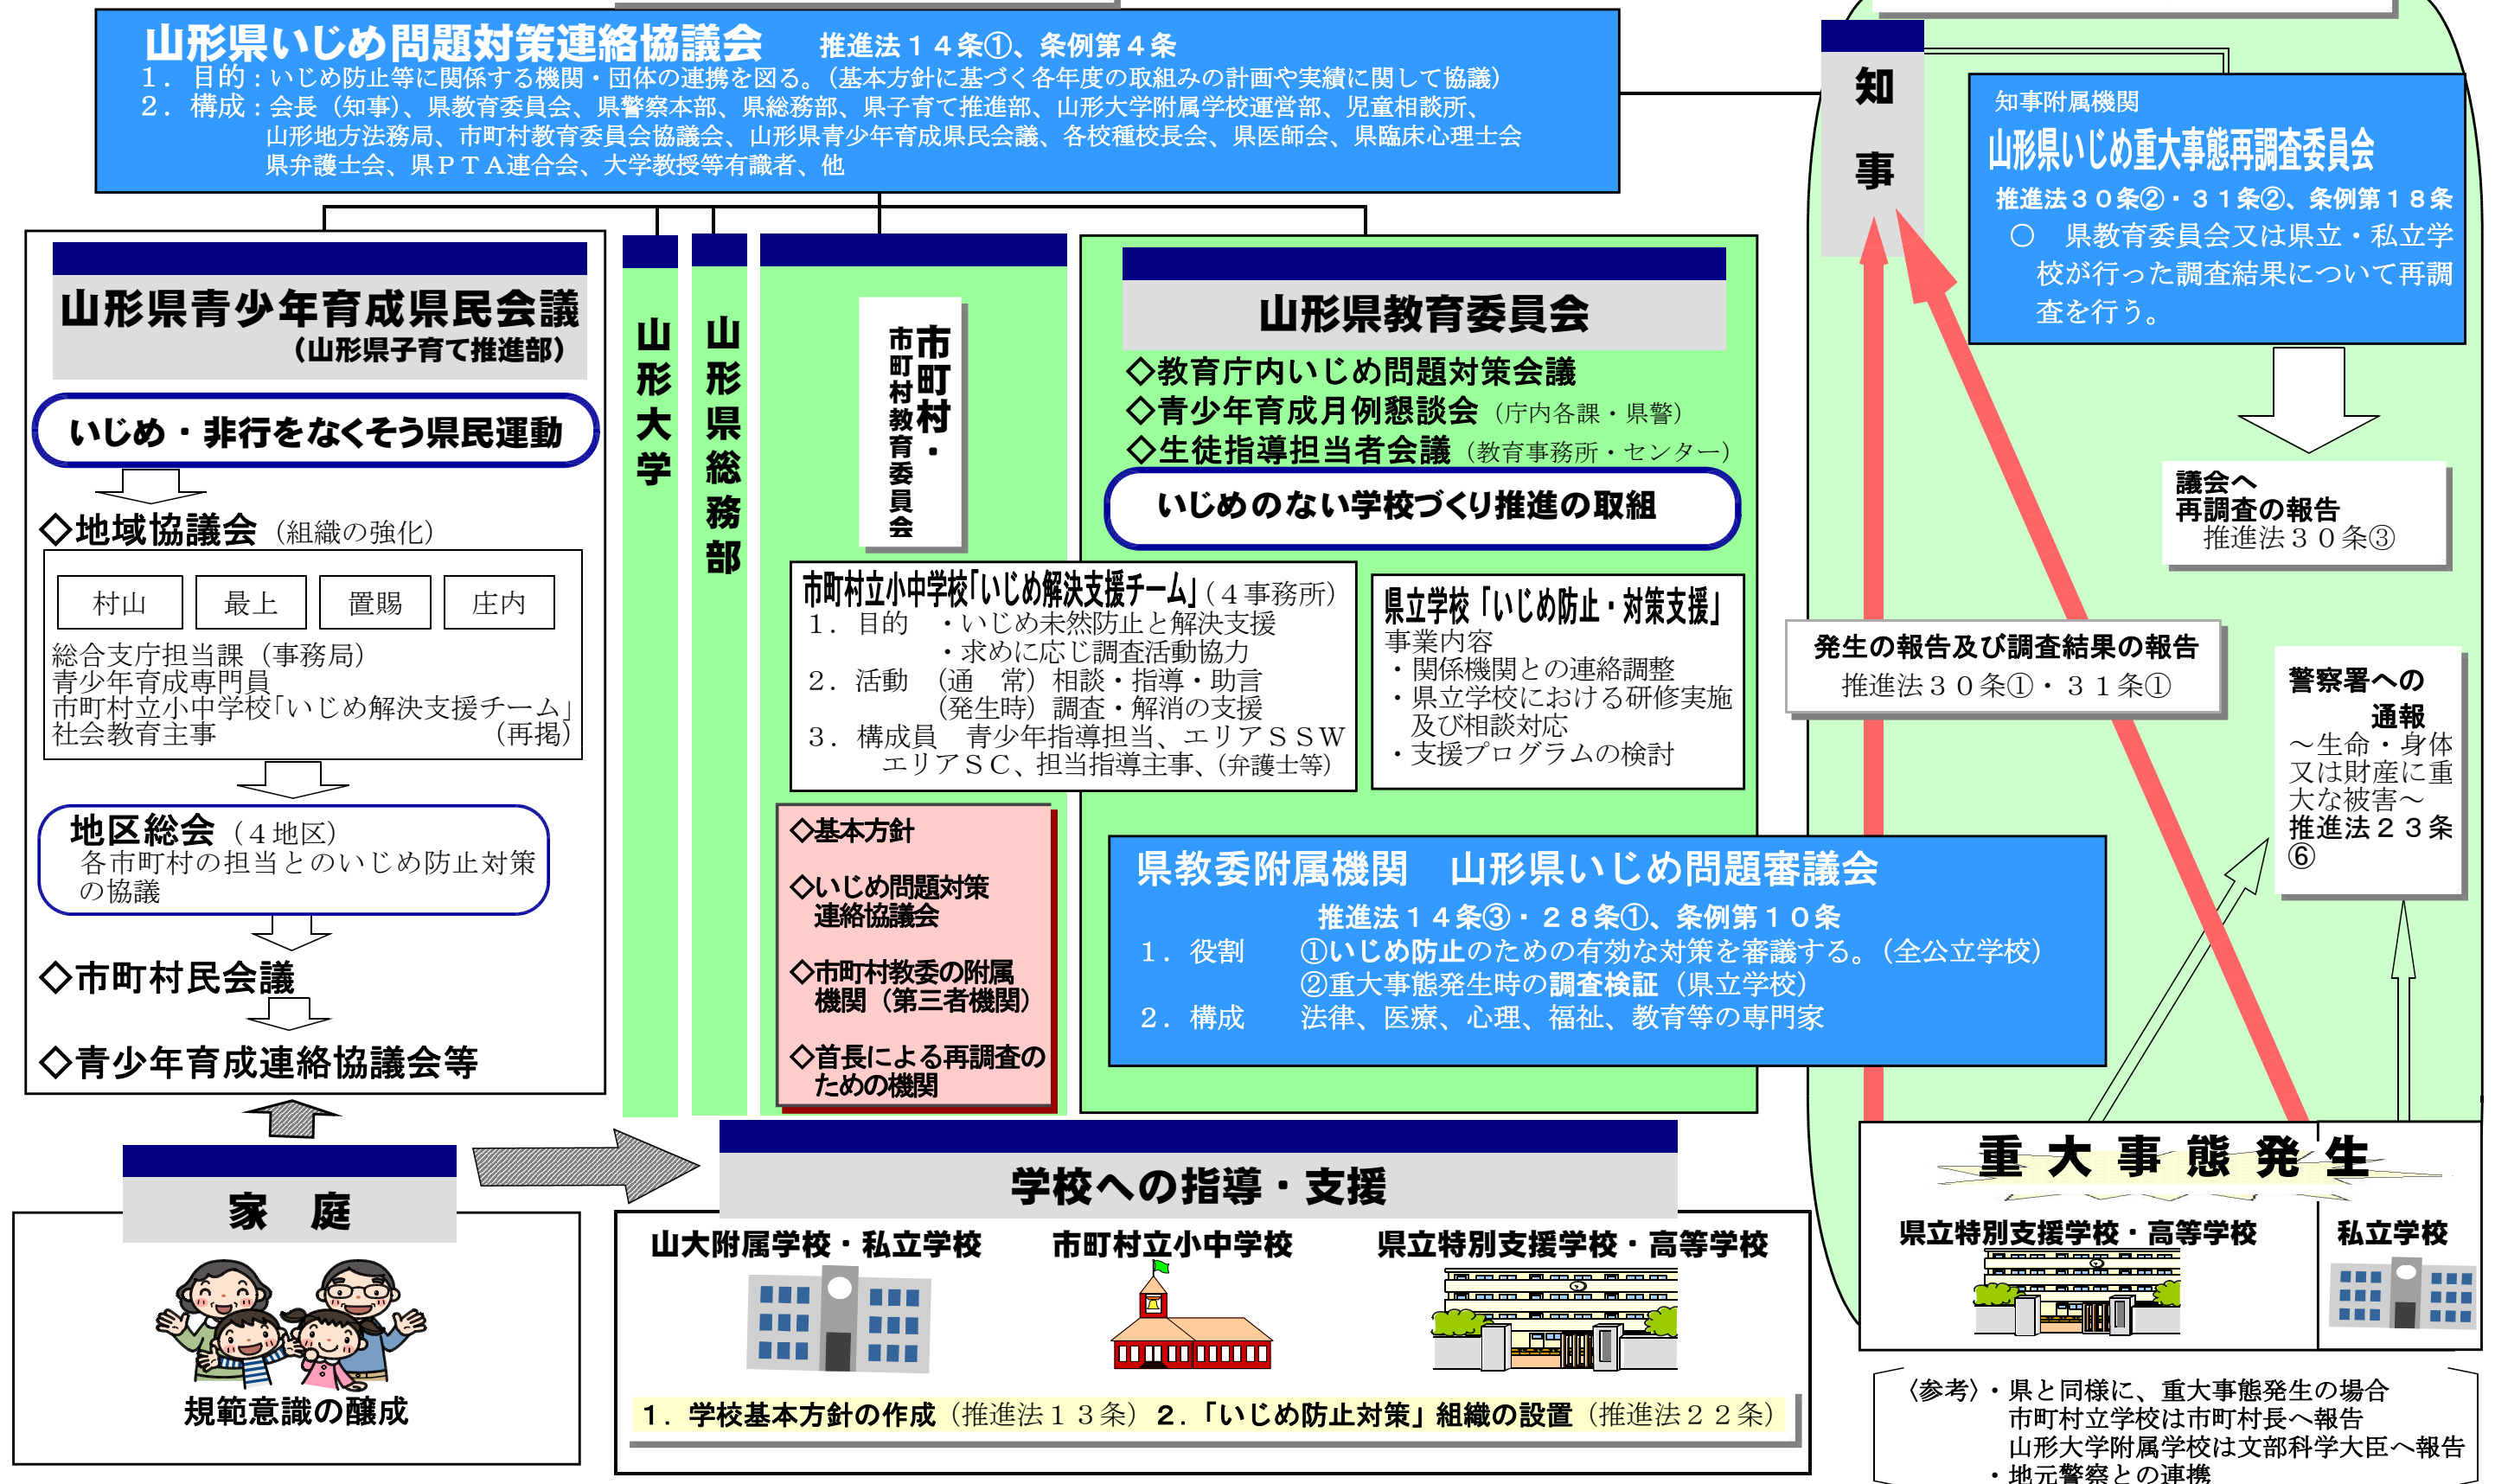 山形県いじめ問題対策連絡協議会　推進法１４条①、条例第４条
１．目的：いじめ防止等に関係する機関・団体の連携を図る。（基本方針に基づく各年度の取組みの計画や実績に関して協議）
２．構成：会長（知事）、県教育委員会、県警察本部、県総務部、県子育て推進部、山形大学附属学校運営部、児童相談所、
山形地方法務局、市町村教育委員会協議会、山形県青少年育成県民会議、各校種校長会、県医師会、県臨床心理士会
県弁護士会、県ＰＴＡ連合会、大学教授等有識者、他
山形県青少年育成県民会議
（山形県子育て推進部）
いじめ・非行をなくそう県民運動
◇地域協議会（組織の強化）
村山　最上　置賜　庄内
総合支庁担当課（事務局）
青少年育成専門員
市町村立小中学校「いじめ解決支援チーム」
社会教育主事　（再掲）
地区総会（４地区）
各市町村の担当とのいじめ防止対策
の協議
◇市町村民会議
◇青少年育成連絡協議会等
山形大学
山形県総務部
市町村・
市町村教育委員会
山形県教育委員会
◇教育庁内いじめ問題対策会議
◇青少年育成月例懇談会（庁内各課・県警）
◇生徒指導担当者会議（教育事務所・センター）
いじめのない学校づくり推進の取組
市町村立小中学校「いじめ解決支援チーム」（４事務所）
１．目的　・いじめ未然防止と解決支援
・求めに応じ調査活動協力
２．活動　（通　常）相談・指導・助言
（発生時）調査・解消の支援
３．構成員　青少年指導担当、エリアＳＳＷ
エリアＳＣ、担当指導主事、（弁護士等）
県立学校「いじめ防止・対策支援」
事業内容
・関係機関との連絡調整
・県立学校における研修実施
及び相談対応
・支援プログラムの検討
◇基本方針
◇いじめ問題対策
連絡協議会
◇市町村教委の附属
機関（第三者機関）
◇首長による再調査の
ための機関
県教委附属機関　山形県いじめ問題審議会
推進法１４条③・２８条①、条例第１０条
１．役割　①いじめ防止のための有効な対策を審議する。（全公立学校）
②重大事態発生時の調査検証（県立学校）
２．構成　法律、医療、心理、福祉、教育等の専門家
知事
知事附属機関
山形県いじめ重大事態再調査委員会
推進法３０条②・３１条②、条例第１８条
○　県教育委員会又は県立・私立学
校が行った調査結果について再調
査を行う。
議会へ
再調査の報告
推進法３０条③
発生の報告及び調査結果の報告
推進法３０条①・３１条①
警察署への
通報
～生命・身体
又は財産に重
大な被害～
推進法２３条
⑥
重大事態発生
県立特別支援学校・高等学校　私立学校
〈参考〉・県と同様に、重大事態発生の場合
市町村立学校は市町村長へ報告
山形大学附属学校は文部科学大臣へ報告
・地元警察との連携
家庭
規範意識の醸成
学校への指導・支援
山大附属学校・私立学校　市町村立小中学校　県立特別支援学校・高等学校
１．学校基本方針の作成（推進法１３条）２．「いじめ防止対策」組織の設置（推進法２２条）